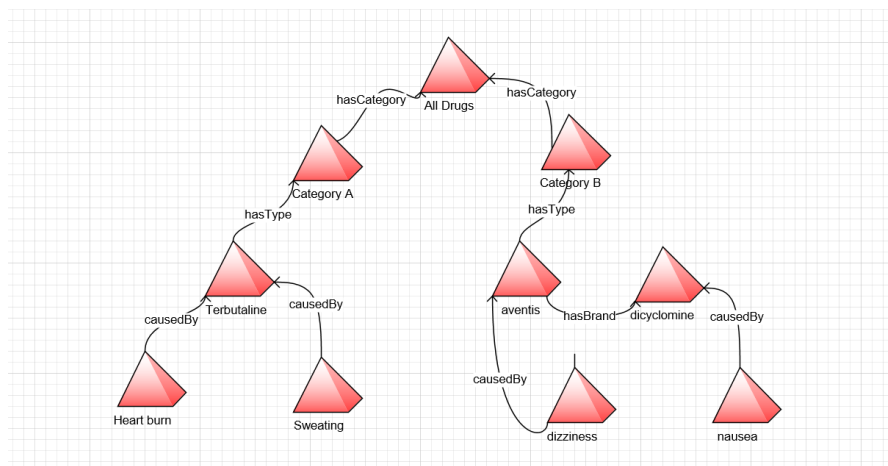 hasCategory
hasCategory
All Drugs
Category A
Category B
hasType
hasType
Terbutaline
aventis
hasBrand
dicyclomine
causedBy
causedBy
causedBy
causedBy
Heart burn
Sweating
dizziness
nausea